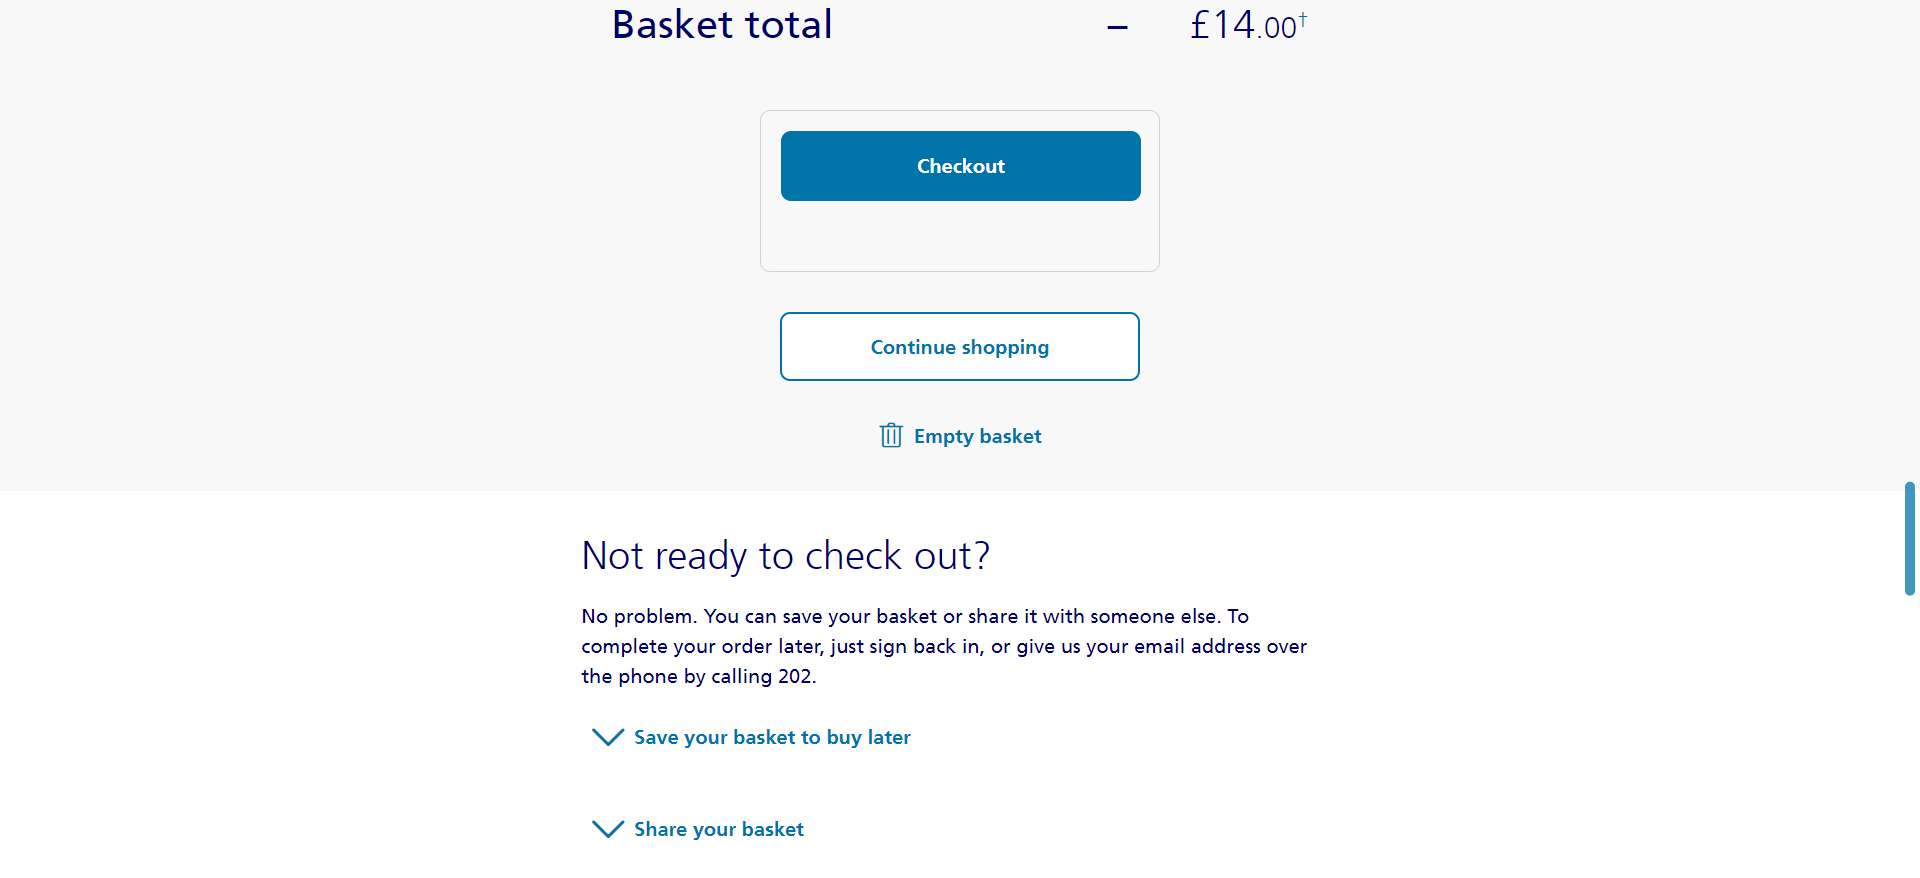 Basket total – £14.00†
Checkout
Continue shopping
Empty basket
Not ready to check out?
No problem. You can save your basket or share it with someone else. To
complete your order later, just sign back in, or give us your email address over
the phone by calling 202.
Save your basket to buy later
Share your basket